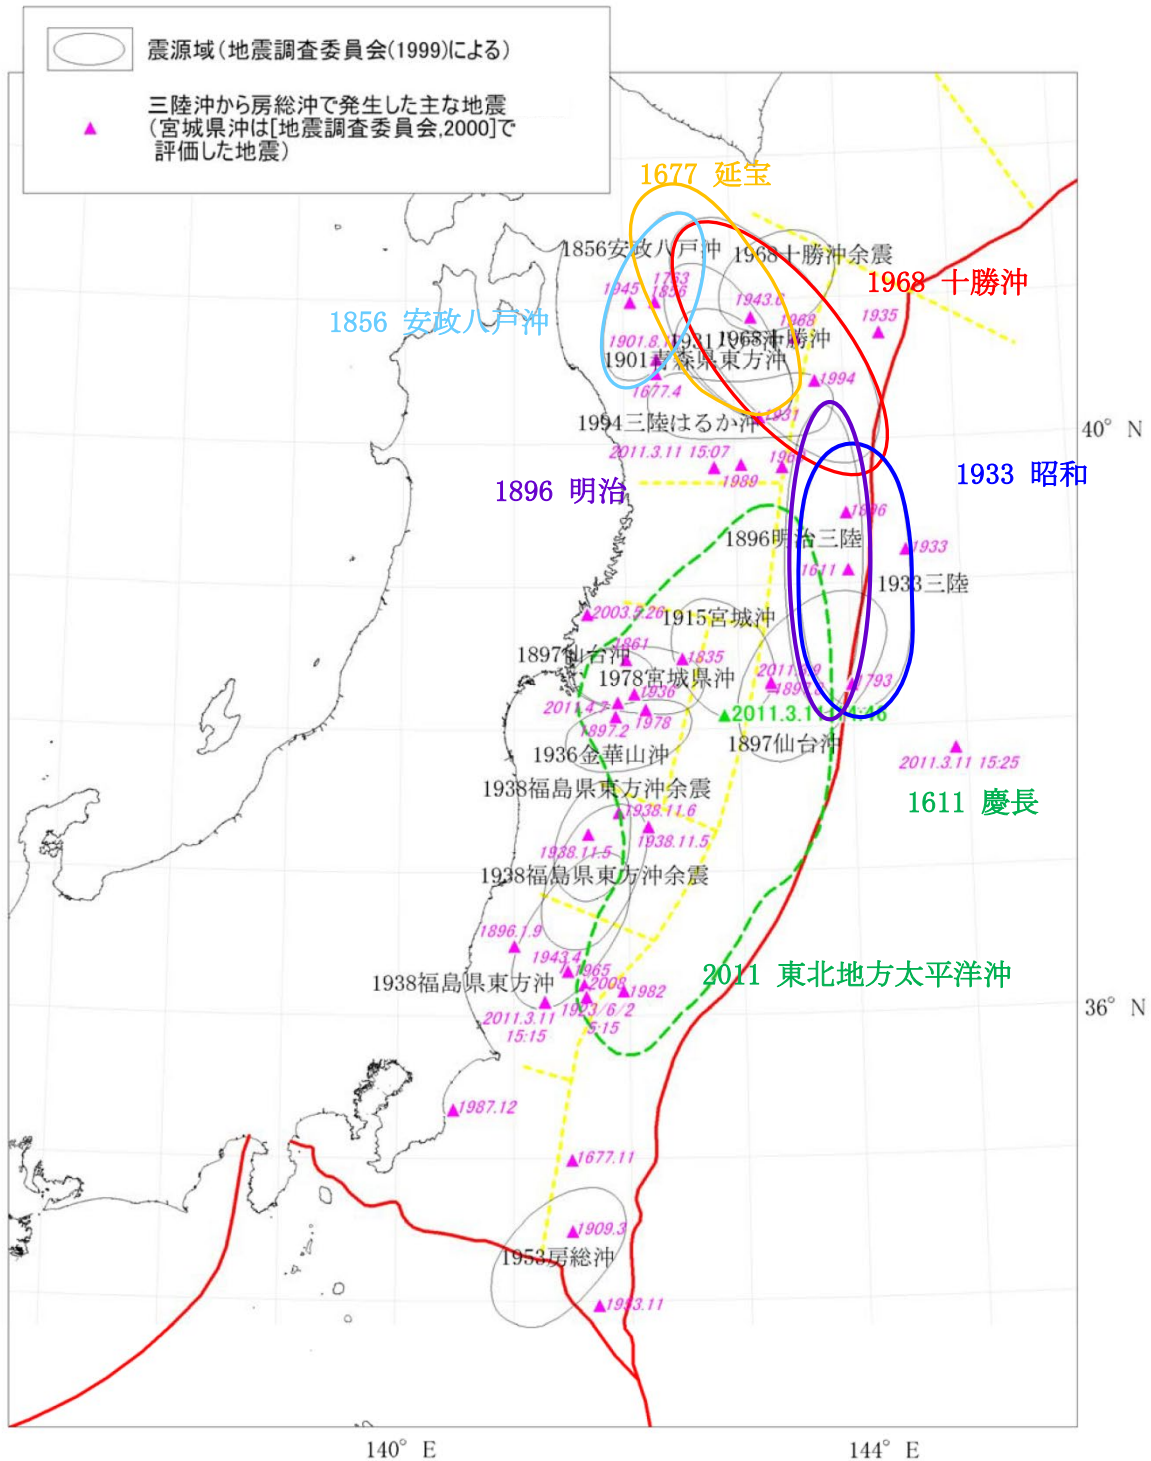 震源域(地震調査委員会(1999)による)
三陸沖から房総沖で発生した主な地震
(宮城県沖は[地震調査委員会,2000]で
評価した地震)
1677 延宝
1856安政八戸沖
1968十勝沖余震
1968 十勝沖
1763
1945
1856
1943.6
1968
1935
1856 安政八戸沖
1968十勝沖
1901青森県東方沖
1994
1677.4
1931
1994三陸はるか沖
40° N
2011.3.11 15:07
1989
1933 昭和
1896 明治
1896
1896明治三陸
1933
1611
1933三陸
2003.5.26
1915宮城沖
1861
1897仙台沖
1835
1978宮城県沖
1793
1936
2011.4.7
1978
1897.2
2011.3.11 14:46
1936金華山沖
1897仙台沖
2011.3.11 15:25
1938福島県東方沖余震
1611 慶長
1938.11.6
1938.11.5
1938.11.5
1938福島県東方沖余震
1896.1.9
1943.4
1965
2011 東北地方太平洋沖
1938福島県東方沖
2008
1982
1923/6/2
5:15
2011.3.11
15:15
36° N
1987.12
1677.11
1909.3
1953房総沖
1953.11
140° E
144° E